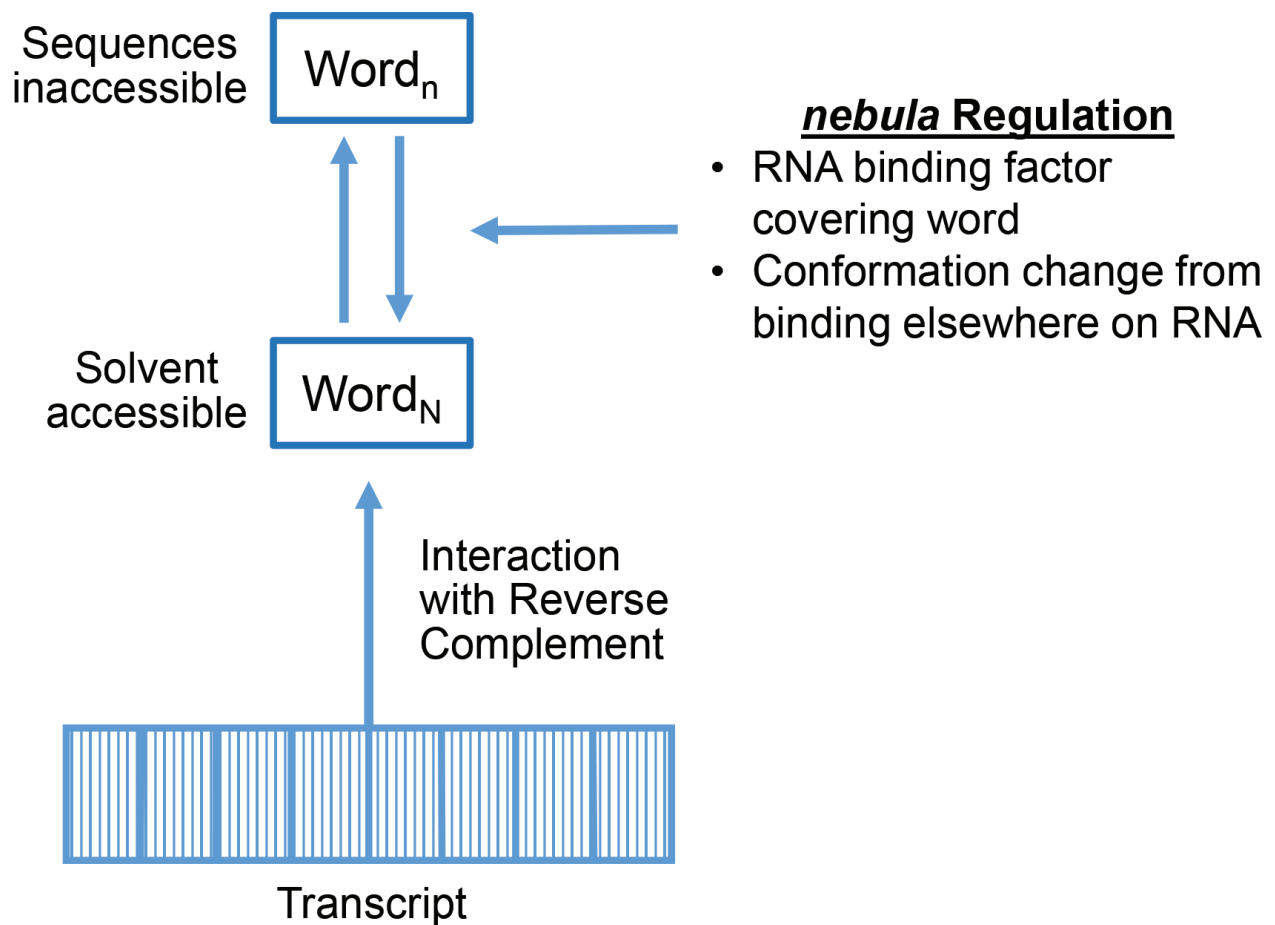 Sequences
inaccessible
Wordn
nebula Regulation
• RNA binding factor
covering word
• Conformation change from
binding elsewhere on RNA
Solvent
accessible
WordN
Interaction
with Reverse
Complement
Transcript